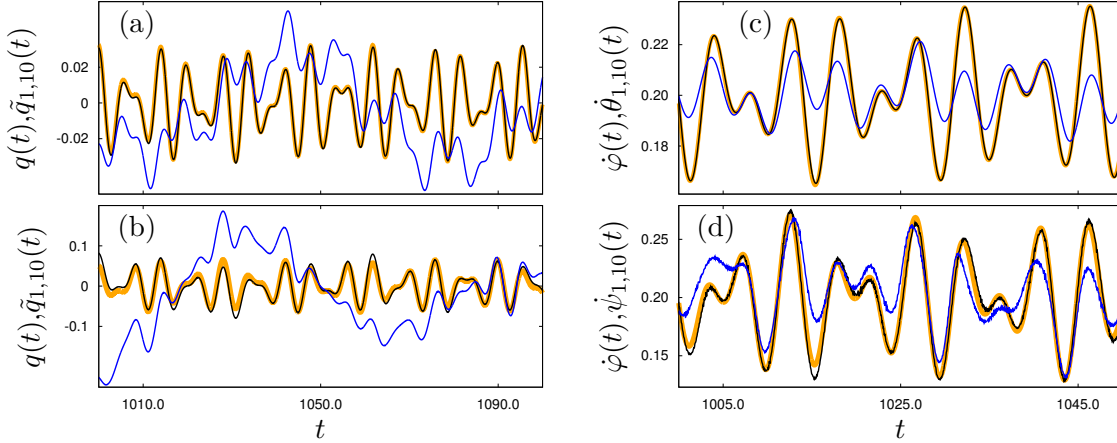 (a)
q(t),q̃₁,₁₀(t)
0.02
0
-0.02
(b)
q(t),q̃₁,₁₀(t)
0.1
0
-0.1
1010.0 1050.0 1090.0
t
(c)
φ̇(t),θ̇₁,₁₀(t)
0.22
0.20
0.18
(d)
φ̇(t),ψ̇₁,₁₀(t)
0.25
0.20
0.15
1005.0 1025.0 1045.0
t